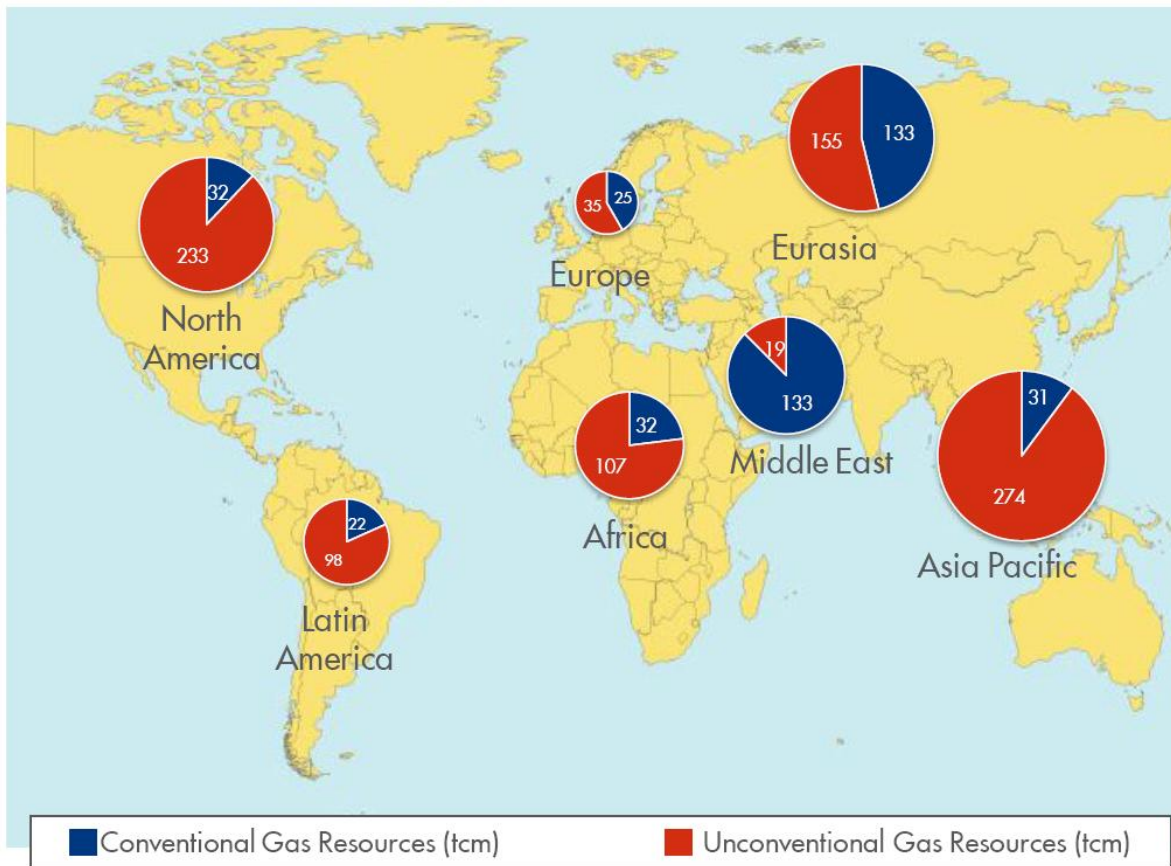 133
155
Eurasia
32
233
North
America
25
35
Europe
19
133
Middle East
31
274
Asia Pacific
32
107
Africa
22
98
Latin
America
Conventional Gas Resources (tcm)
Unconventional Gas Resources (tcm)